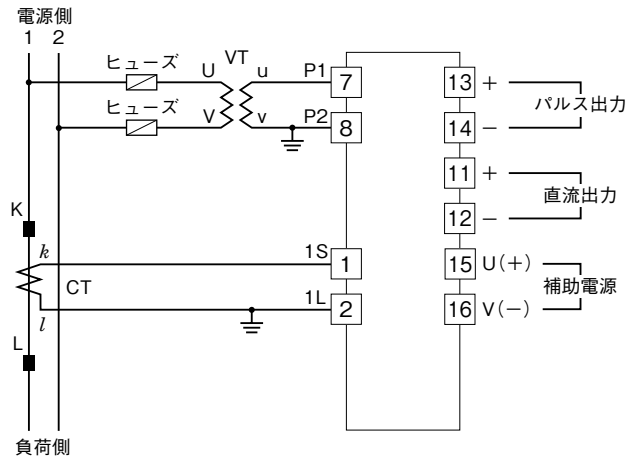 電源側
1 2
ヒューズ
VT
U u P1 7
ヒューズ
V v P2 8
13 +
14 −
パルス出力
11 +
12 −
直流出力
K
k 1S 1
CT
l 1L 2
L
15 U(+)
16 V(−)
補助電源
負荷側